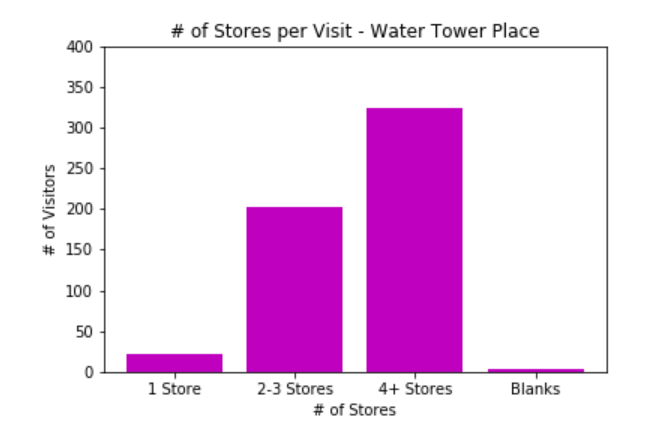 # of Stores per Visit - Water Tower Place
400
350
300
250
200
150
100
50
0
# of Visitors
1 Store 2-3 Stores 4+ Stores Blanks
# of Stores